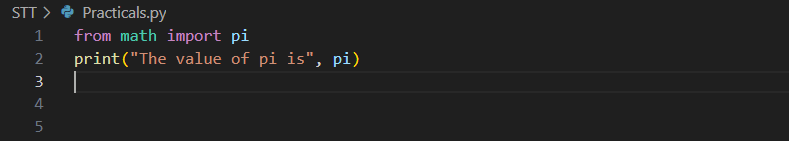 STT > Practicals.py
1 from math import pi
2 print("The value of pi is", pi)
3
4
5